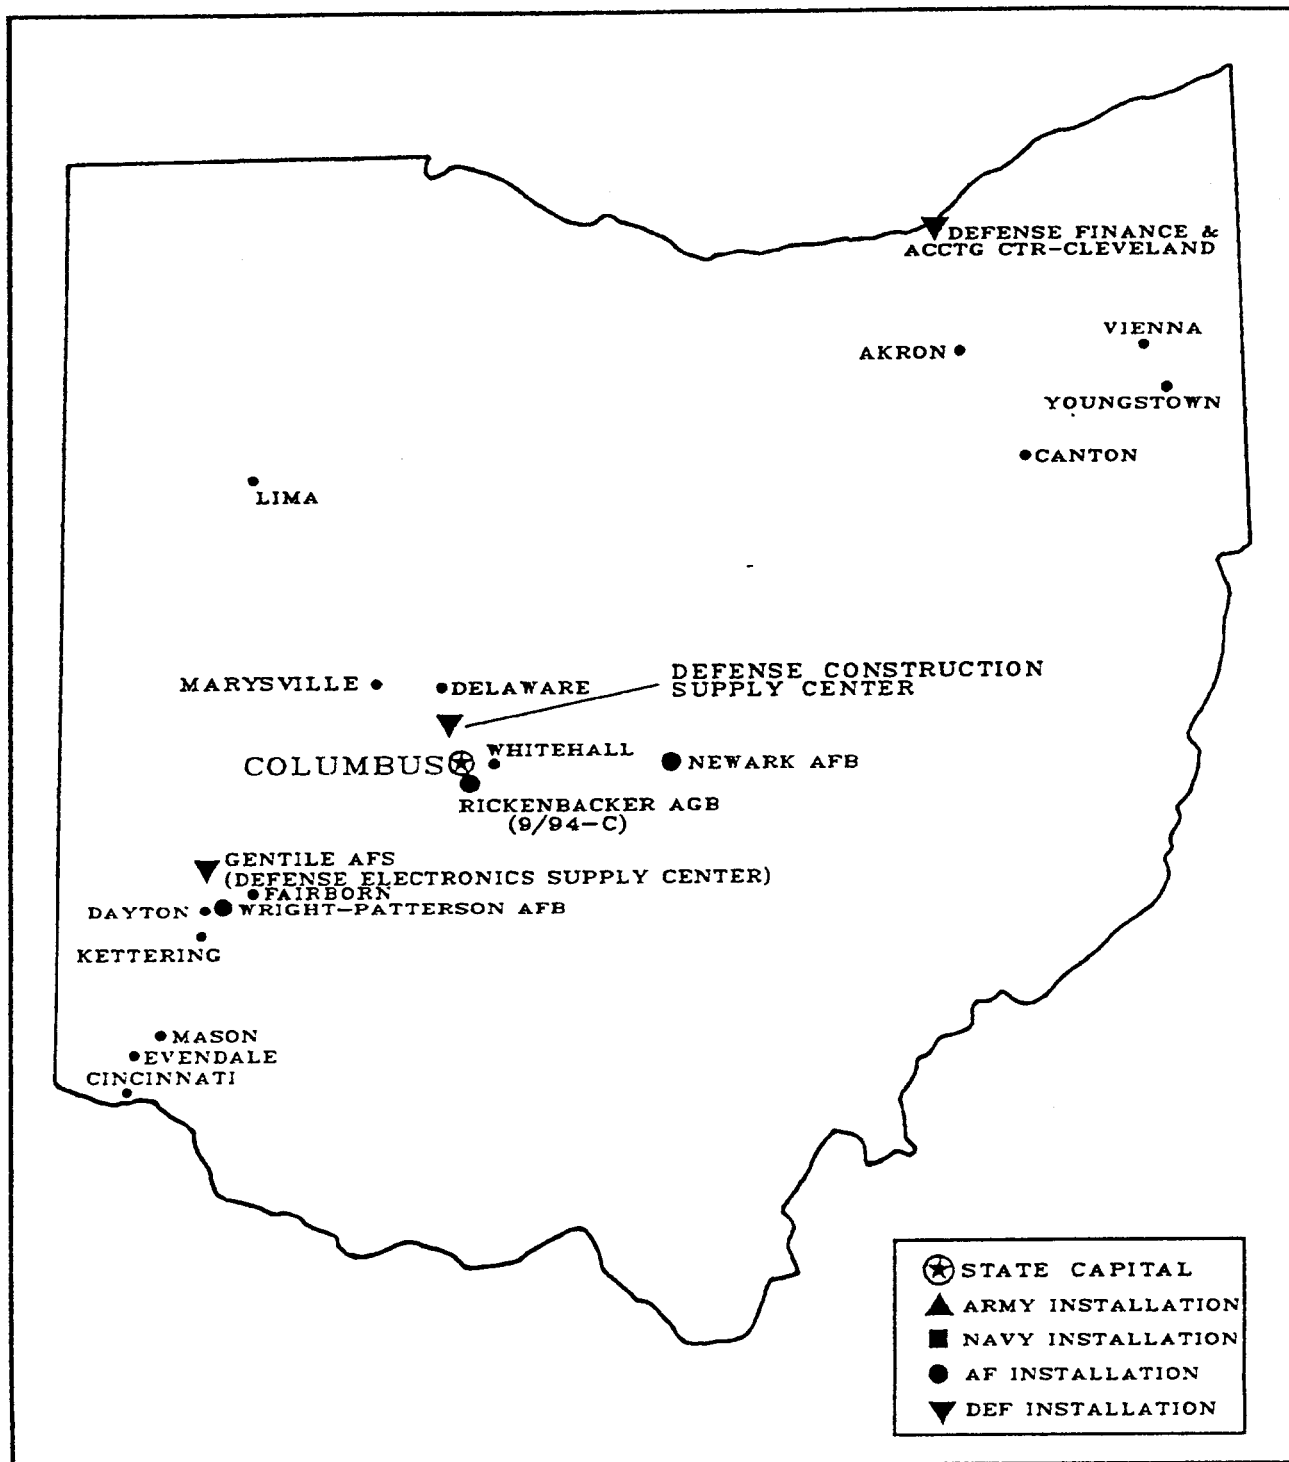 DEFENSE FINANCE &
ACCTG CTR-CLEVELAND
VIENNA
AKRON
YOUNGSTOWN
CANTON
LIMA
DEFENSE CONSTRUCTION
SUPPLY CENTER
MARYSVILLE
DELAWARE
WHITEHALL
COLUMBUS
NEWARK AFB
RICKENBACKER AGB
(9/94-C)
GENTILE AFS
(DEFENSE ELECTRONICS SUPPLY CENTER)
FAIRBORN
DAYTON
WRIGHT-PATTERSON AFB
KETTERING
MASON
EVENDALE
CINCINNATI
STATE CAPITAL
ARMY INSTALLATION
NAVY INSTALLATION
AF INSTALLATION
DEF INSTALLATION